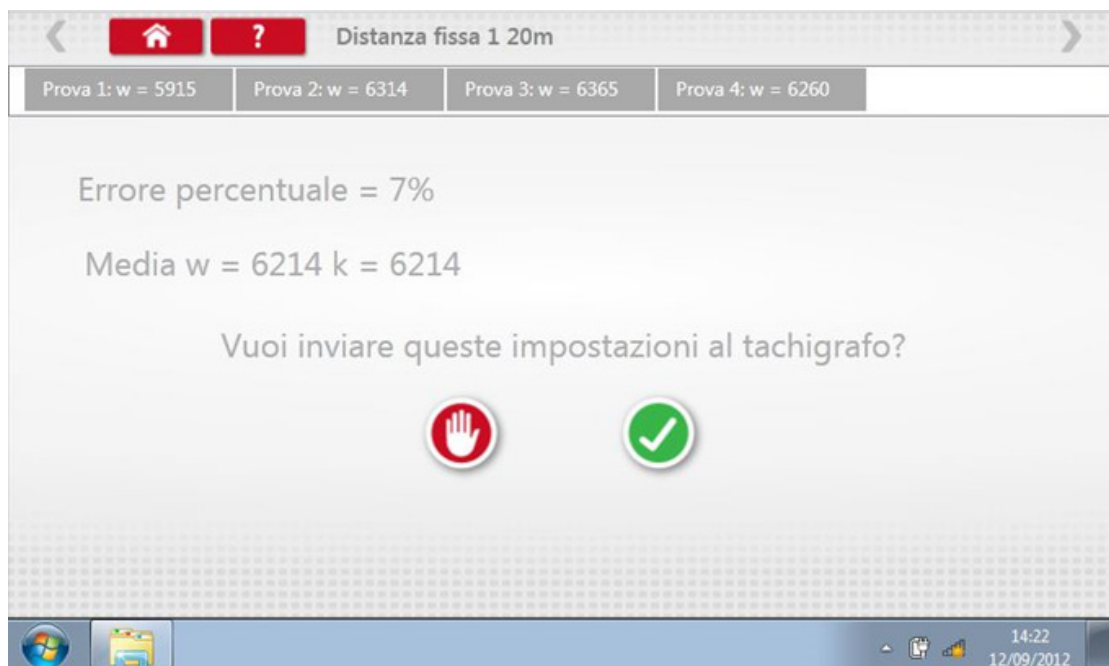 ? Distanza fissa 1 20m
Prova 1: w = 5915 Prova 2: w = 6314 Prova 3: w = 6365 Prova 4: w = 6260
Errore percentuale = 7%
Media w = 6214 k = 6214
Vuoi inviare queste impostazioni al tachigrafo?
14:22
12/09/2012